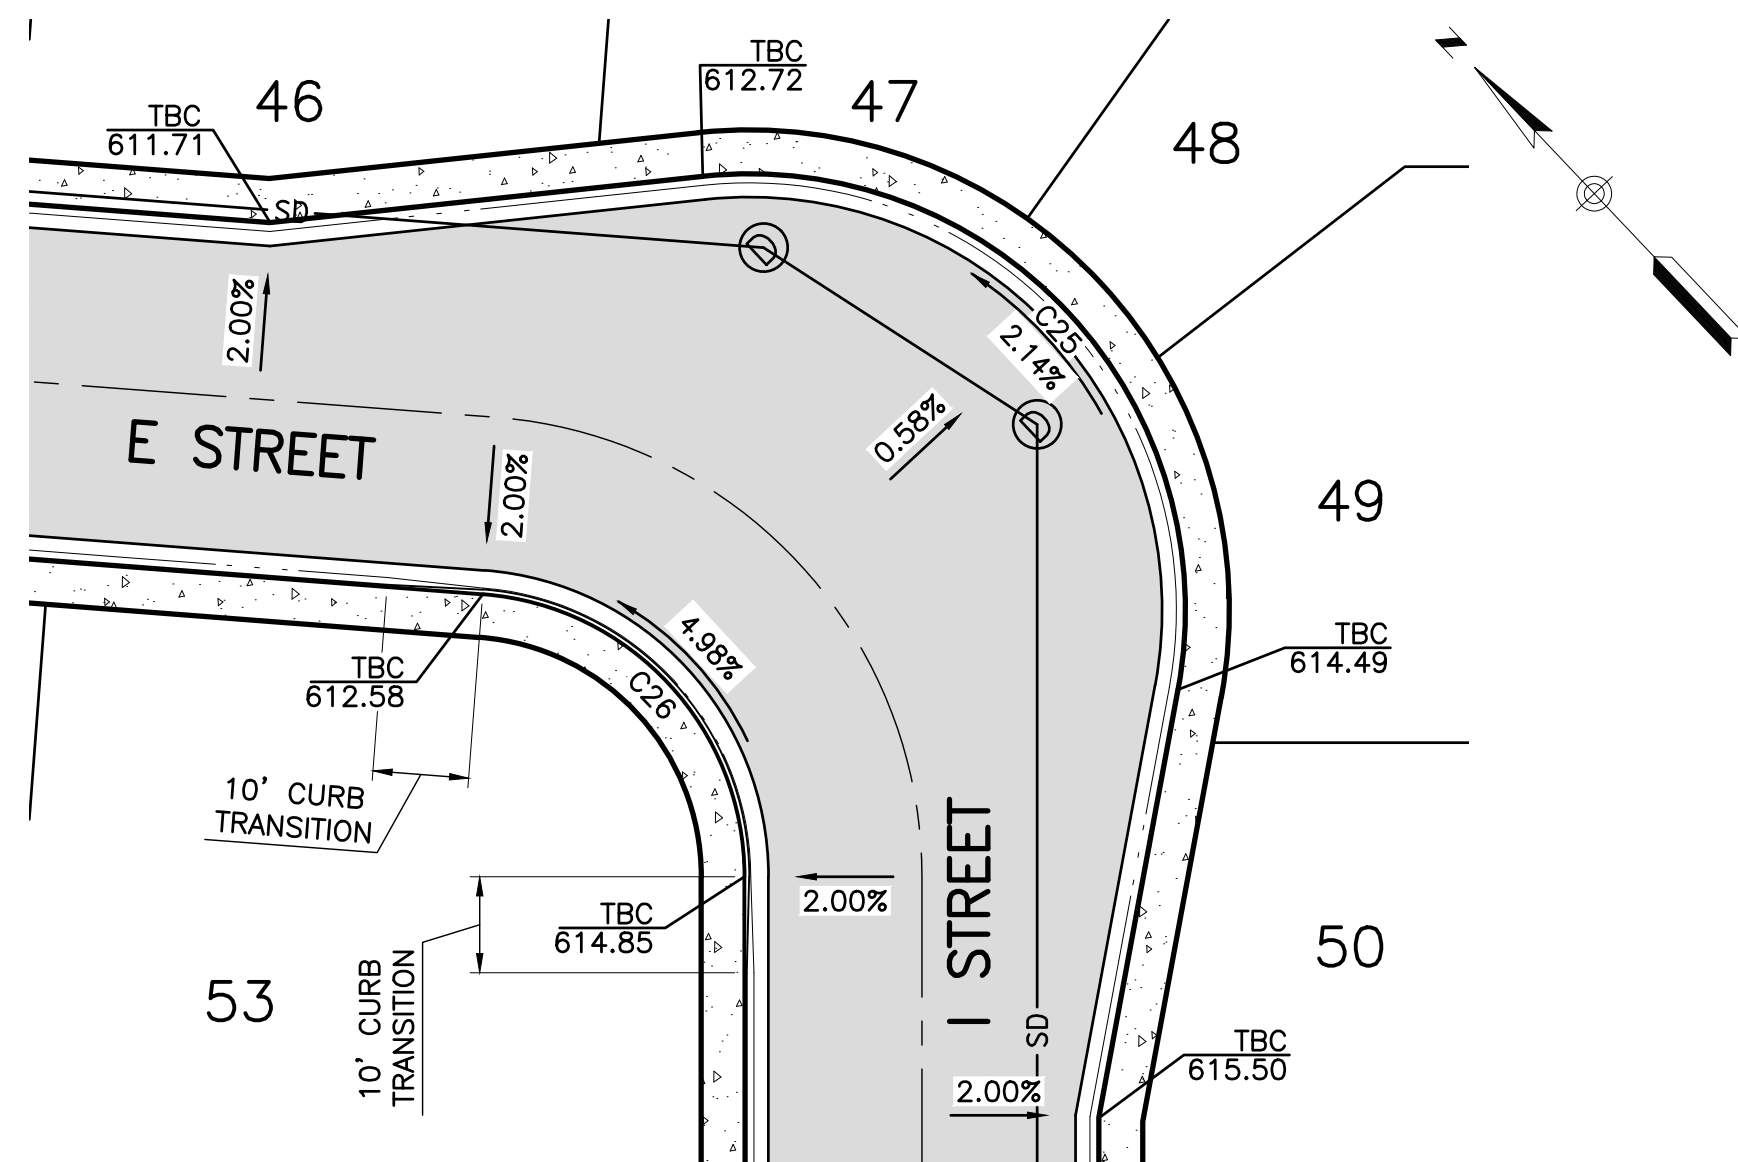 N
TBC
612.72
46
47
TBC
611.71
48
SD
2.00%
C25
2.14%
0.58%
E STREET
2.00%
49
4.98%
TBC
614.49
TBC
612.58
C26
10' CURB
TRANSITION
I STREET
2.00%
TBC
614.85
50
10' CURB
TRANSITION
53
SD
TBC
615.50
2.00%